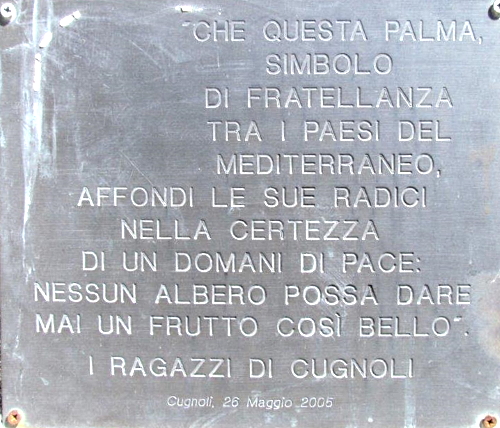 "CHE QUESTA PALMA,
SIMBOLO
DI FRATELLANZA
TRA I PAESI DEL
MEDITERRANEO,
AFFONDI LE SUE RADICI
NELLA CERTEZZA
DI UN DOMANI DI PACE:
NESSUN ALBERO POSSA DARE
MAI UN FRUTTO COSÌ BELLO".
I RAGAZZI DI CUGNOLI
Cugnoli, 26 Maggio 2005